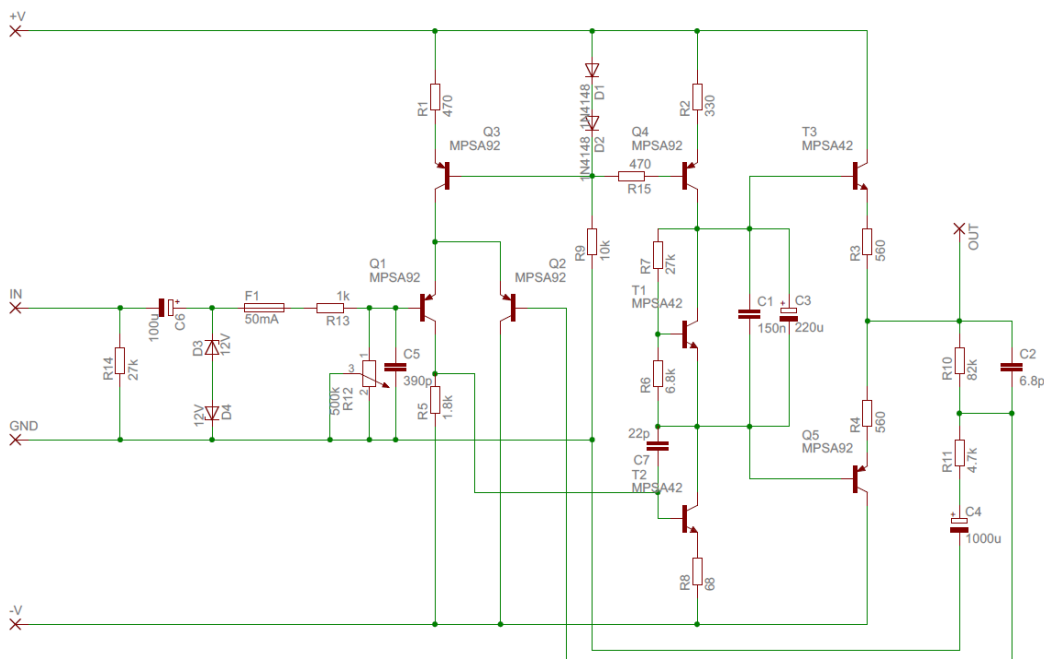 +V
R1
470
Q3
MPSA92
1N4148
D1
1N4148
D2
R2
330
Q4
MPSA92
T3
MPSA42
470
R15
R9
10k
R3
560
OUT
Q1
MPSA92
Q2
MPSA92
R7
27k
T1
MPSA42
IN
100u
C6
+
F1
50mA
1k
R13
C1
150n
+
C3
220u
R14
27k
D3
12V
12V
D4
1
3
2
500k
R12
C5
390p
R5
1.8k
R6
6.8k
R10
82k
C2
6.8p
GND
22p
C7
T2
MPSA42
R4
560
Q5
MPSA92
R11
4.7k
+
C4
1000u
R8
68
-V